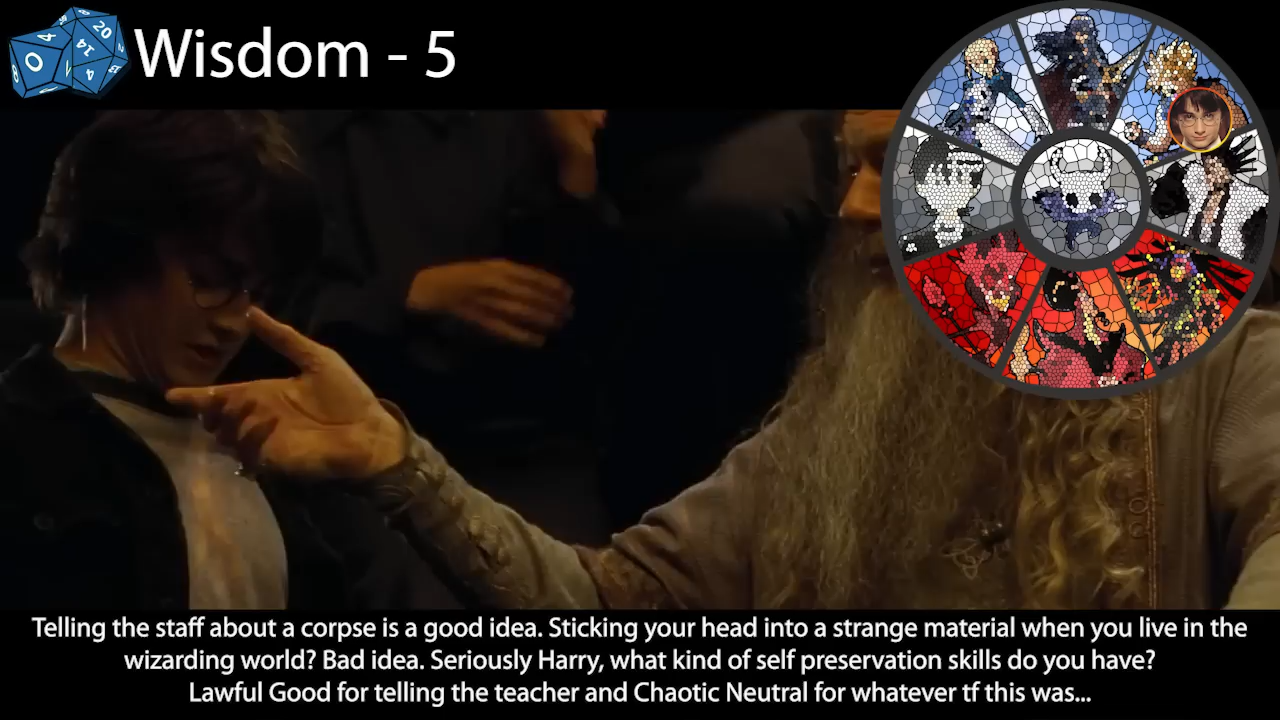 Wisdom - 5
Telling the staff about a corpse is a good idea. Sticking your head into a strange material when you live in the
wizarding world? Bad idea. Seriously Harry, what kind of self preservation skills do you have?
Lawful Good for telling the teacher and Chaotic Neutral for whatever tf this was...